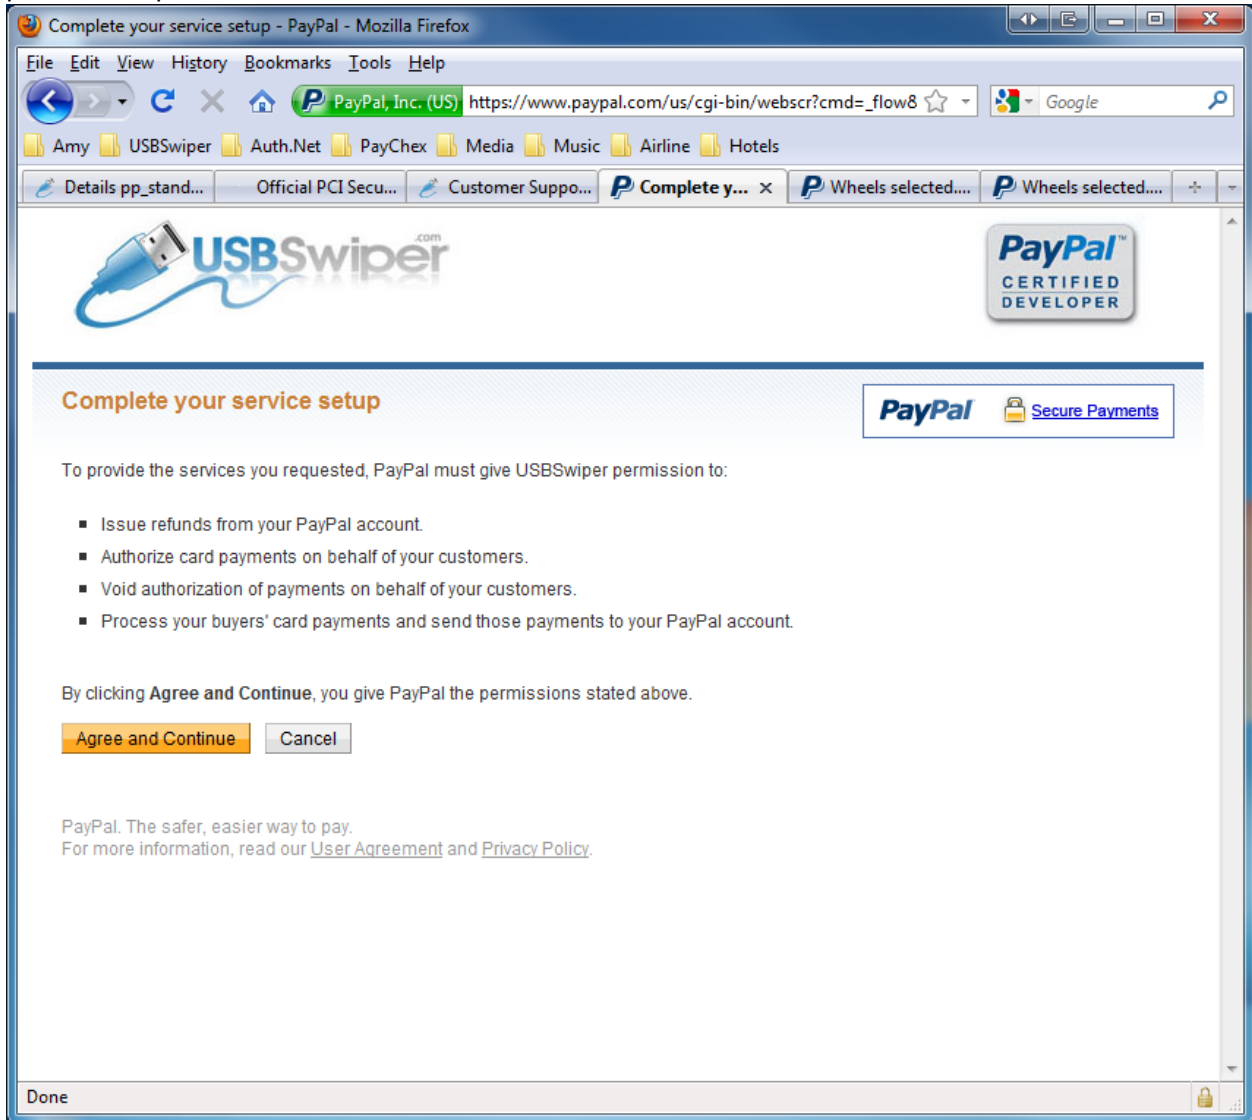 Complete your service setup - PayPal - Mozilla Firefox
File Edit View History Bookmarks Tools Help
PayPal, Inc. (US) https://www.paypal.com/us/cgi-bin/webscr?cmd=_flow& Google
Amy USBSwiper Auth.Net PayChex Media Music Airline Hotels
Details pp_stand... Official PCI Secu... Customer Suppo... Complete y... Wheels selected.... Wheels selected....
USBSwiper.com
PayPal™
CERTIFIED
DEVELOPER
Complete your service setup
PayPal Secure Payments
To provide the services you requested, PayPal must give USBSwiper permission to:
Issue refunds from your PayPal account.
Authorize card payments on behalf of your customers.
Void authorization of payments on behalf of your customers.
Process your buyers' card payments and send those payments to your PayPal account.
By clicking Agree and Continue, you give PayPal the permissions stated above.
Agree and Continue Cancel
PayPal. The safer, easier way to pay.
For more information, read our User Agreement and Privacy Policy.
Done